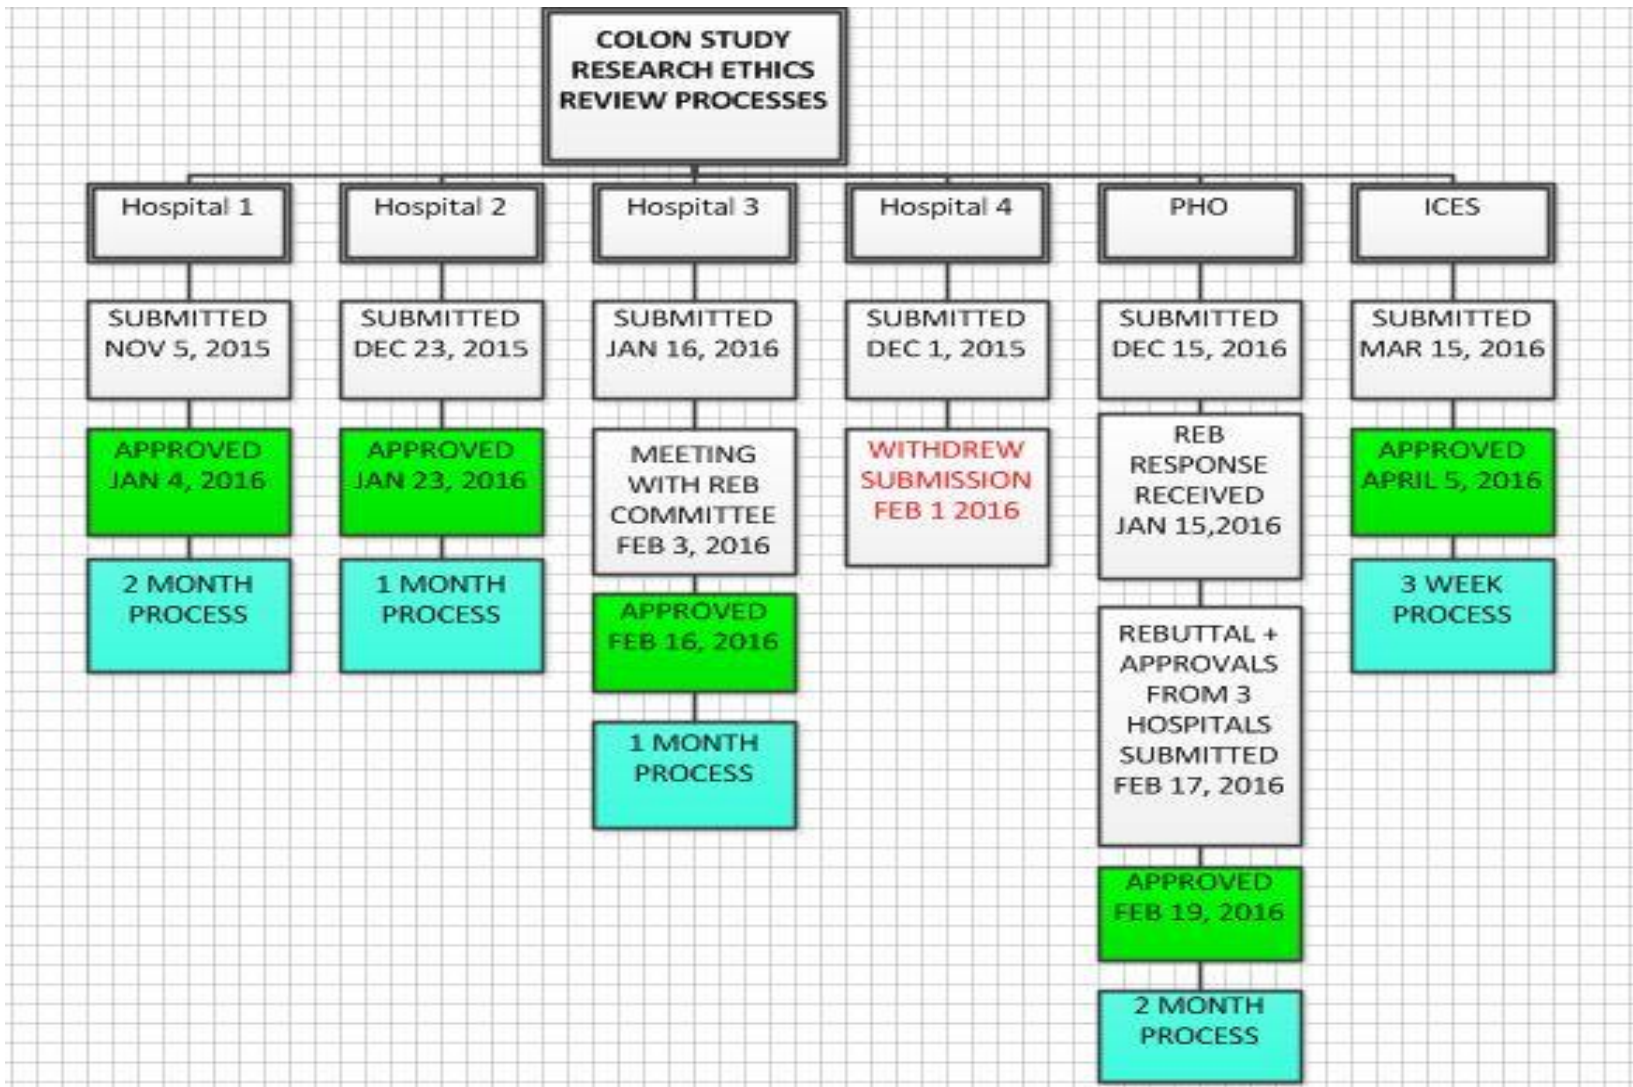 COLON STUDY
RESEARCH ETHICS
REVIEW PROCESSES
Hospital 1
SUBMITTED
NOV 5, 2015
APPROVED
JAN 4, 2016
2 MONTH
PROCESS
Hospital 2
SUBMITTED
DEC 23, 2015
APPROVED
JAN 23, 2016
1 MONTH
PROCESS
Hospital 3
SUBMITTED
JAN 16, 2016
MEETING
WITH REB
COMMITTEE
FEB 3, 2016
APPROVED
FEB 16, 2016
1 MONTH
PROCESS
Hospital 4
SUBMITTED
DEC 1, 2015
WITHDREW
SUBMISSION
FEB 1 2016
PHO
SUBMITTED
DEC 15, 2016
REB
RESPONSE
RECEIVED
JAN 15,2016
REBUTTAL +
APPROVALS
FROM 3
HOSPITALS
SUBMITTED
FEB 17, 2016
APPROVED
FEB 19, 2016
2 MONTH
PROCESS
ICES
SUBMITTED
MAR 15, 2016
APPROVED
APRIL 5, 2016
3 WEEK
PROCESS